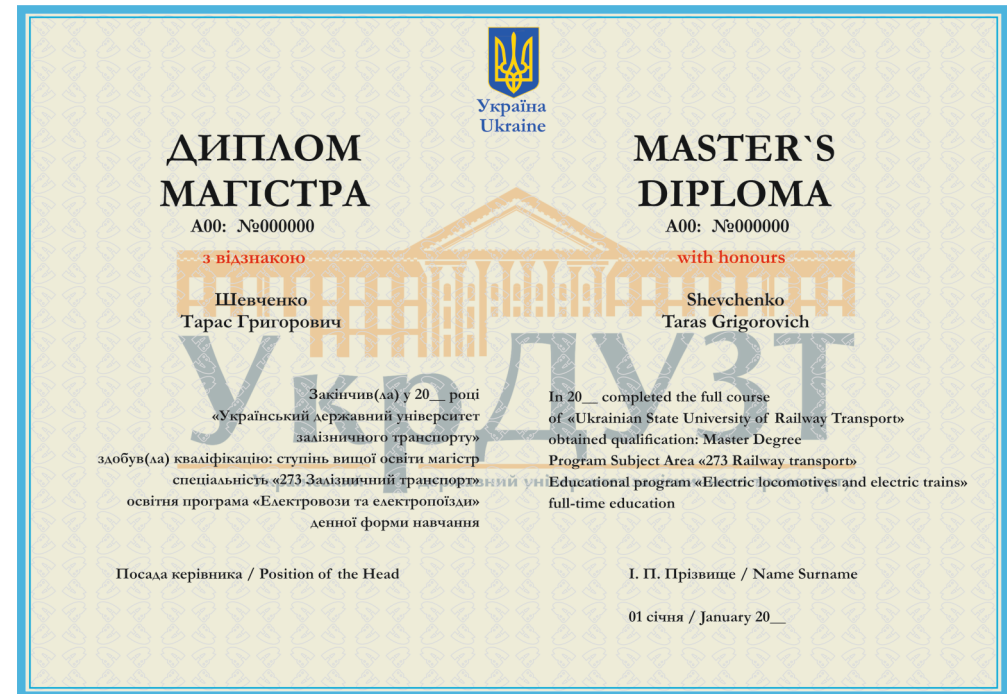 Україна
Ukraine
ДИПЛОМ
МАГІСТРА
А00: №000000
з відзнакою
Шевченко
Тарас Григорович
Закінчив(ла) у 20__ році
«Український державний університет
залізничного транспорту»
здобув(ла) кваліфікацію: ступінь вищої освіти магістр
спеціальність «273 Залізничний транспорт»
освітня програма «Електровози та електропоїзди»
денної форми навчання
Посада керівника / Position of the Head
MASTER`S
DIPLOMA
А00: №000000
with honours
Shevchenko
Taras Grigorovich
In 20__ completed the full course
of «Ukrainian State University of Railway Transport»
obtained qualification: Master Degree
Program Subject Area «273 Railway transport»
Educational program «Electric locomotives and electric trains»
full-time education
І. П. Прізвище / Name Surname
01 січня / January 20__
УкрДУЗТ